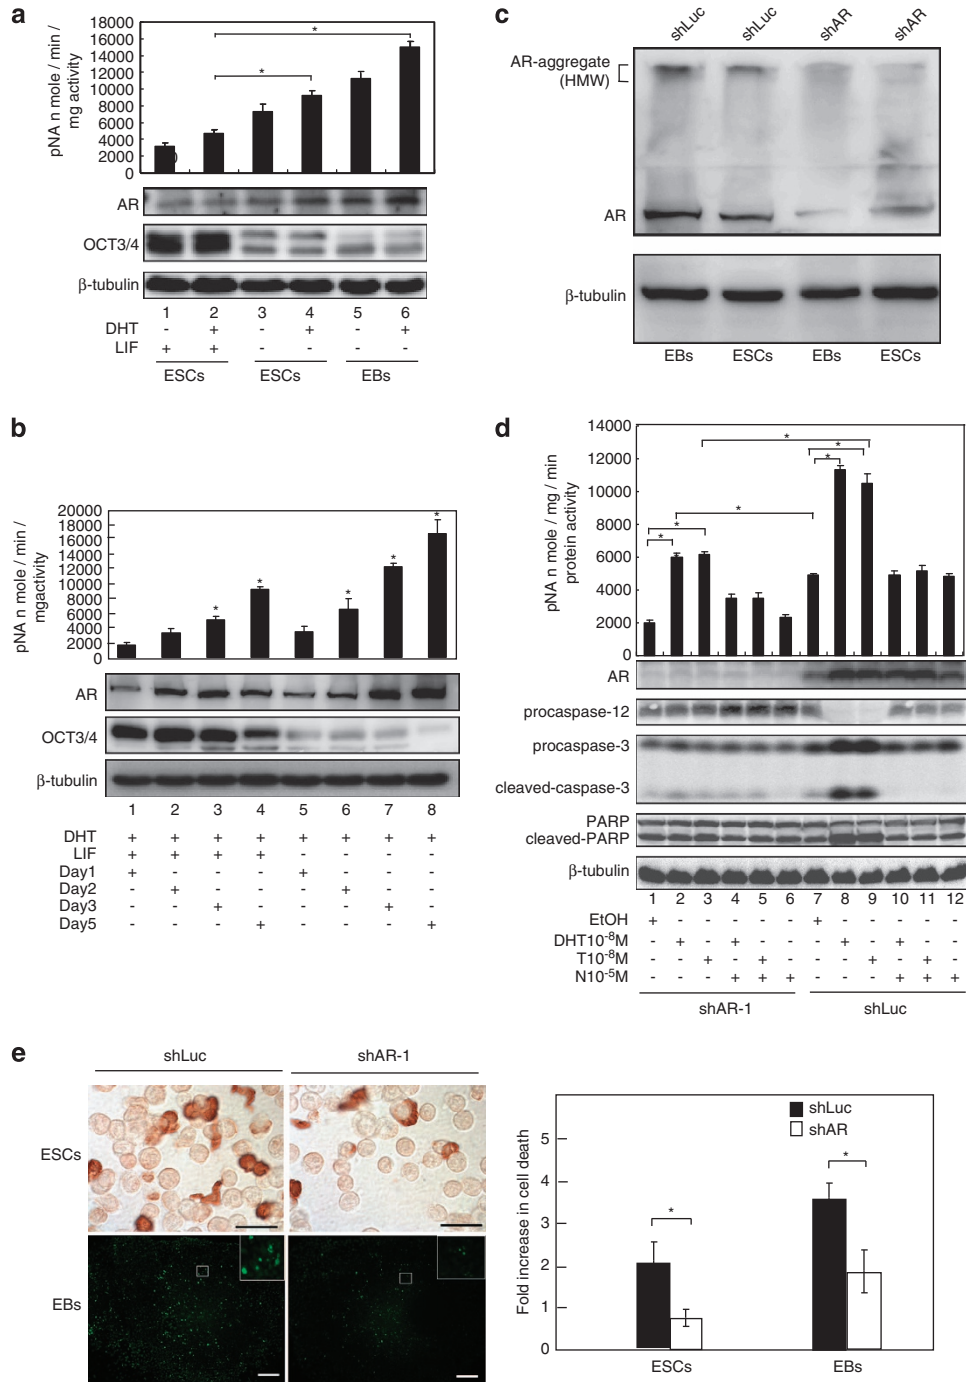 a
pNA n mole / min /
mg activity
18000
16000
14000
12000
10000
8000
6000
4000
2000
0
*
*
AR
OCT3/4
β-tubulin
1 2 3 4 5 6
DHT - + - + - +
LIF + + - - - -
ESCs ESCs EBs
b
pNA n mole / min /
mgactivity
20000
18000
16000
14000
12000
10000
8000
6000
4000
2000
0
* * * * *
AR
OCT3/4
β-tubulin
1 2 3 4 5 6 7 8
DHT + + + + + + + +
LIF + + + + - - - -
Day1 + - - - + - - -
Day2 - + - - - + - -
Day3 - - + - - - + -
Day5 - - - + - - - +
c
shLuc shLuc shAR shAR
AR-aggregate
(HMW)
AR
β-tubulin
EBs ESCs EBs ESCs
d
pNA n mole / mg / min
protein activity
14000
12000
10000
8000
6000
4000
2000
0
* * * * * *
AR
procaspase-12
procaspase-3
cleaved-caspase-3
PARP
cleaved-PARP
β-tubulin
1 2 3 4 5 6 7 8 9 10 11 12
EtOH + - - - - - + - - - - -
DHT10⁻⁸M - + - + - - - + - + - -
T10⁻⁸M - - + - + - - - + - + -
N10⁻⁵M - - - + + + - - - + + +
shAR-1 shLuc
e
shLuc shAR-1
ESCs
EBs
Fold increase in cell death
5
4
3
2
1
0
shLuc
shAR
* *
ESCs EBs